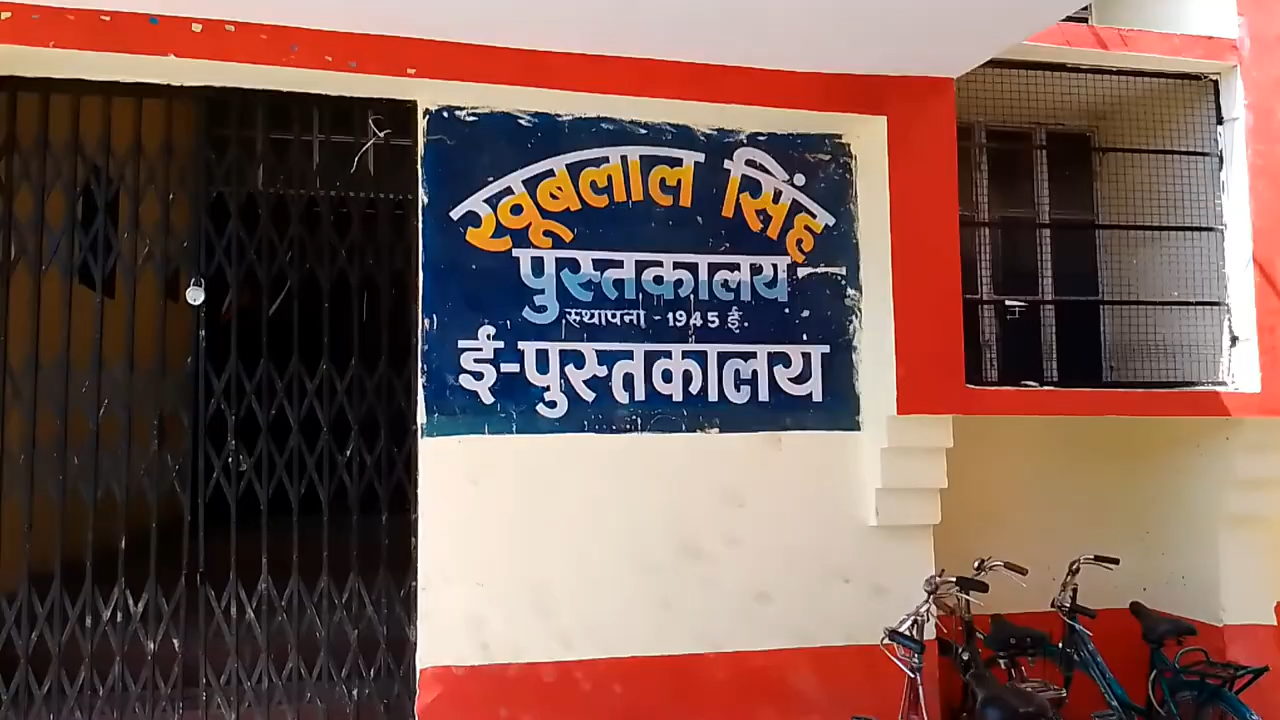 खूबलाल सिंह
पुस्तकालय
स्थापना - 1945 ई.
ई-पुस्तकालय